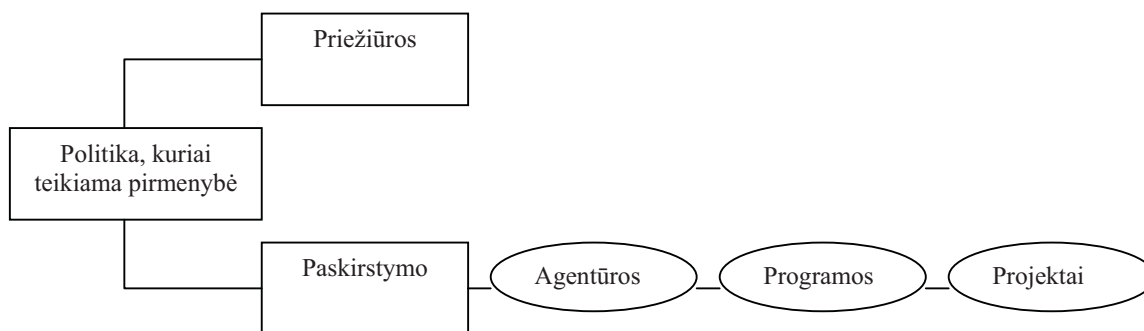 Priežiūros
Politika, kuriai
teikiama pirmenybė
Paskirstymo
Agentūros
Programos
Projektai